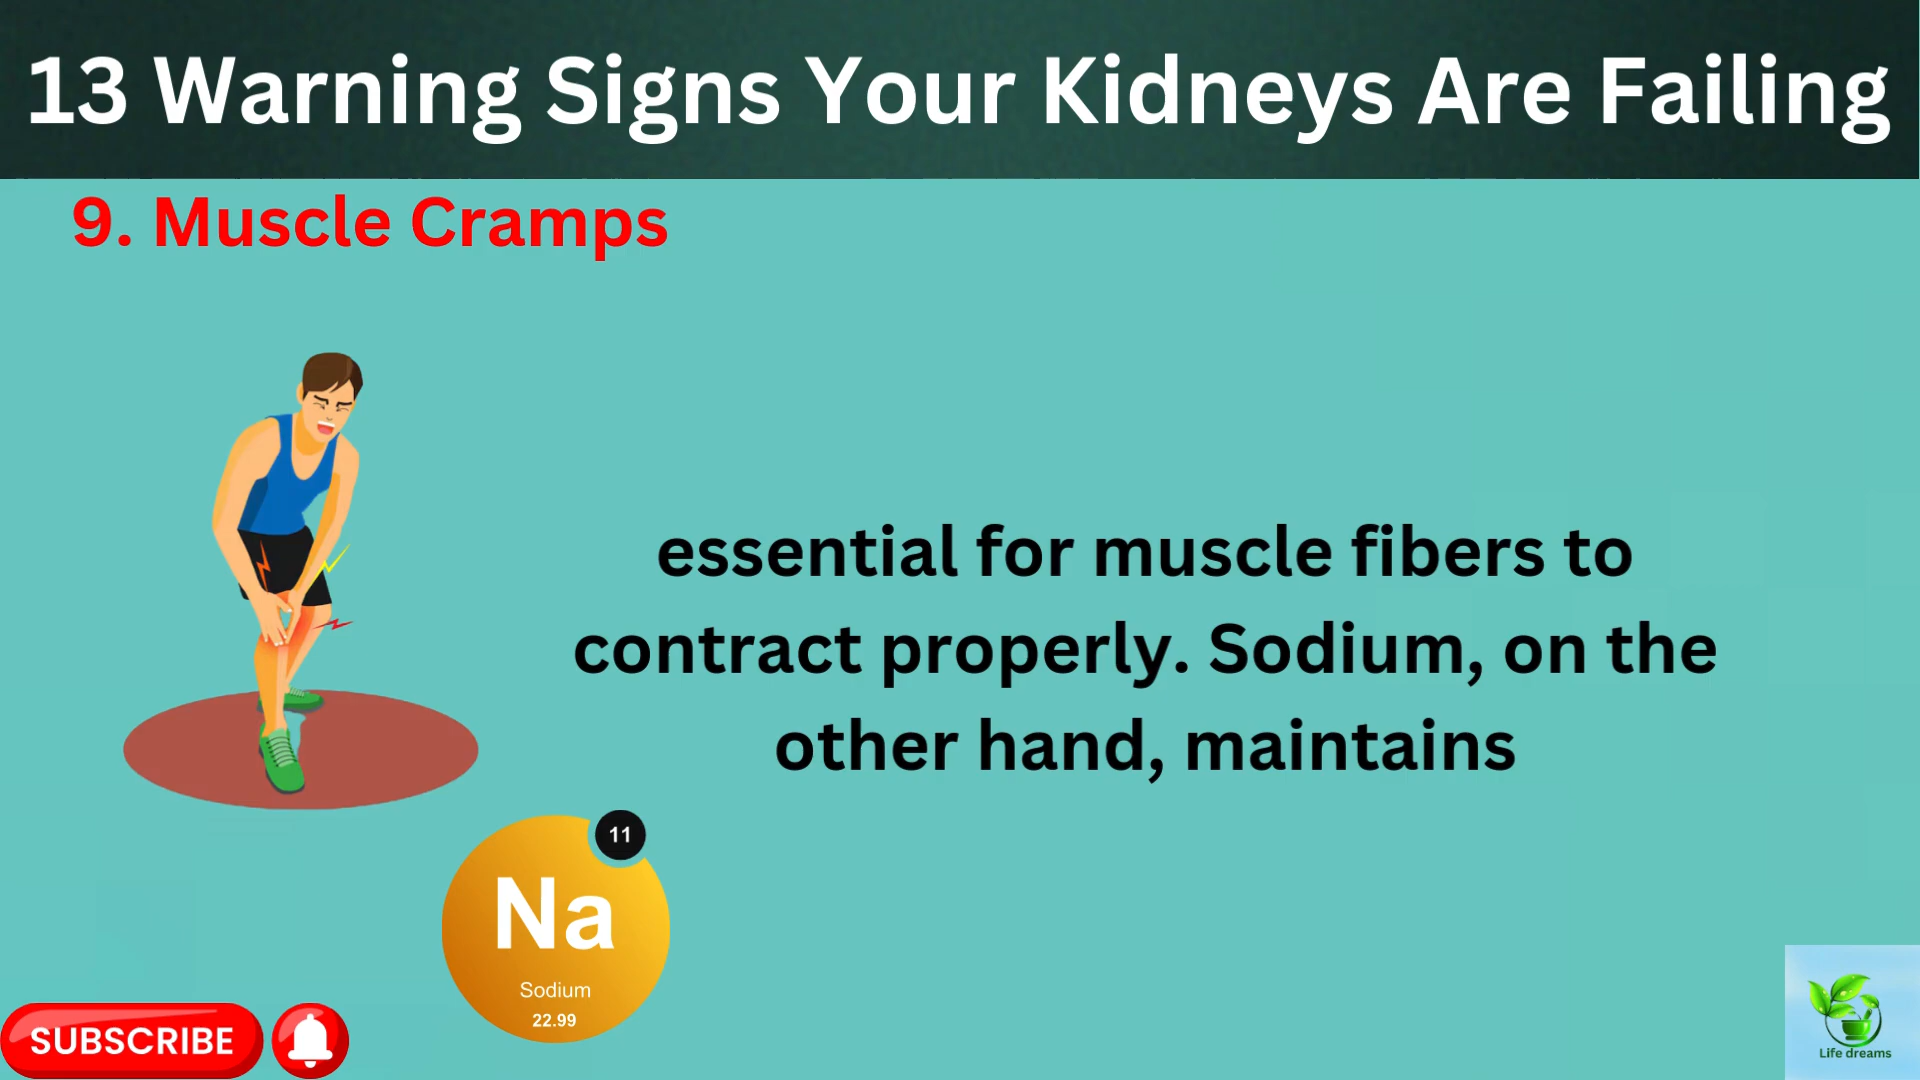 13 Warning Signs Your Kidneys Are Failing
9. Muscle Cramps
essential for muscle fibers to
contract properly. Sodium, on the
other hand, maintains
11
Na
Sodium
22.99
SUBSCRIBE
Life dreams